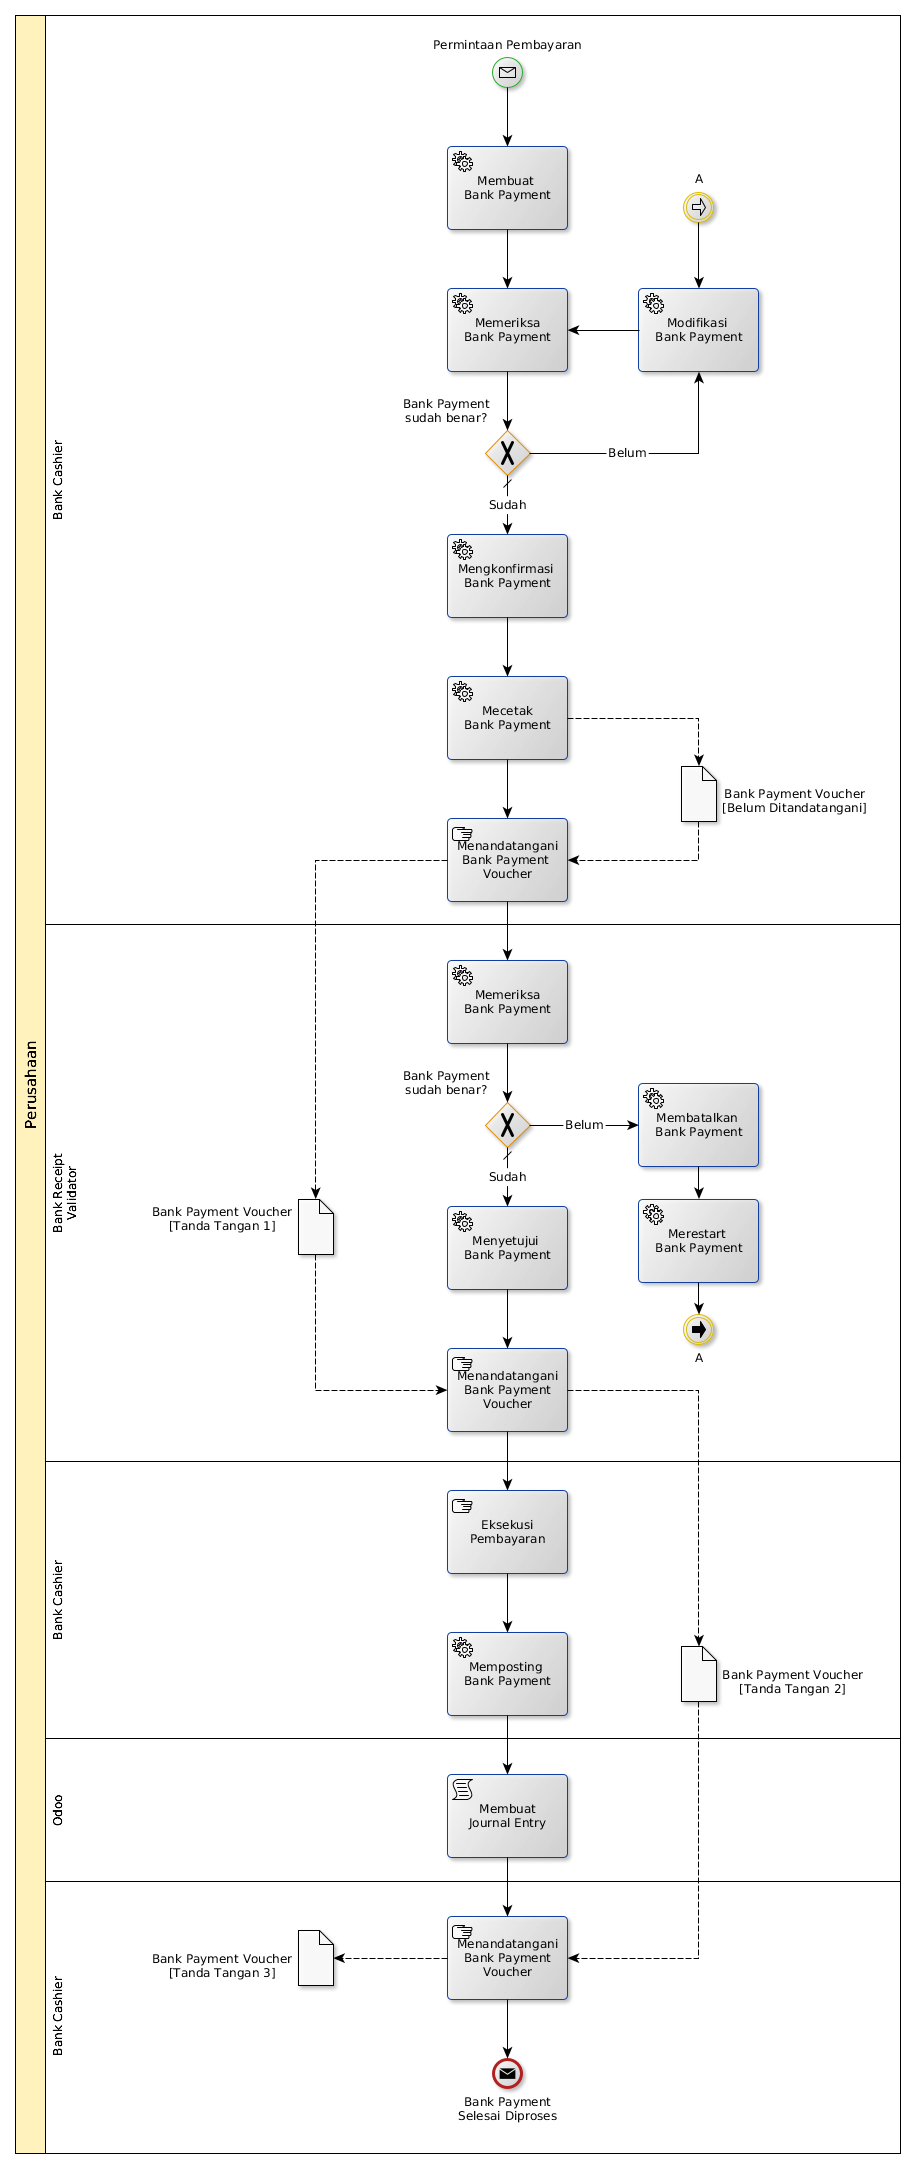 Perusahaan
Bank Cashier
Permintaan Pembayaran
Membuat
Bank Payment
A
Memeriksa
Bank Payment
Modifikasi
Bank Payment
Bank Payment
sudah benar?
Belum
Sudah
Mengkonfirmasi
Bank Payment
Mecetak
Bank Payment
Bank Payment Voucher
[Belum Ditandatangani]
Menandatangani
Bank Payment
Voucher
Bank Receipt
Validator
Memeriksa
Bank Payment
Bank Payment
sudah benar?
Belum
Membatalkan
Bank Payment
Sudah
Bank Payment Voucher
[Tanda Tangan 1]
Menyetujui
Bank Payment
Merestart
Bank Payment
A
Menandatangani
Bank Payment
Voucher
Bank Cashier
Eksekusi
Pembayaran
Memposting
Bank Payment
Bank Payment Voucher
[Tanda Tangan 2]
Odoo
Membuat
Journal Entry
Bank Cashier
Menandatangani
Bank Payment
Voucher
Bank Payment Voucher
[Tanda Tangan 3]
Bank Payment
Selesai Diproses